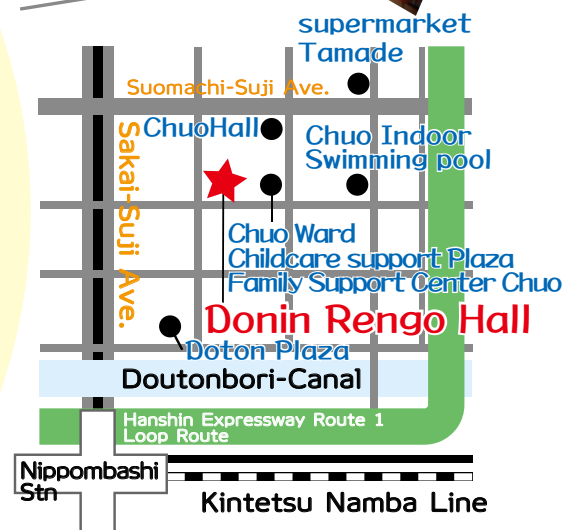 supermarket
Tamade
Suomachi-Suji Ave.
ChuoHall
Chuo Indoor
Swimming pool
Sakai-Suji Ave.
Chuo Ward
Childcare support Plaza
Family Support Center Chuo
Donin Rengo Hall
Doton Plaza
Doutonbori-Canal
Hanshin Expressway Route 1
Loop Route
Nippombashi
Stn
Kintetsu Namba Line